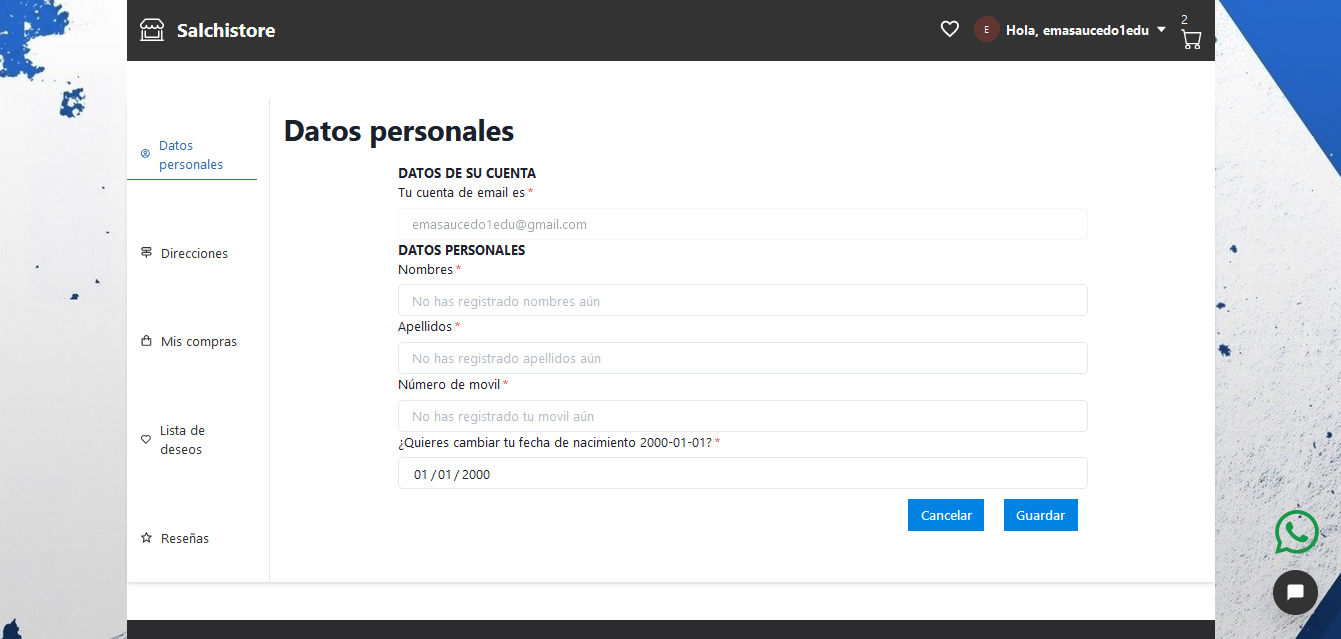 Salchistore
E
Hola, emasaucedo1edu
2
Datos personales
Direcciones
Mis compras
Lista de deseos
Reseñas
Datos personales
DATOS DE SU CUENTA
Tu cuenta de email es *
emasaucedo1edu@gmail.com
DATOS PERSONALES
Nombres *
No has registrado nombres aún
Apellidos *
No has registrado apellidos aún
Número de movil *
No has registrado tu movil aún
¿Quieres cambiar tu fecha de nacimiento 2000-01-01? *
01 / 01 / 2000
Cancelar
Guardar